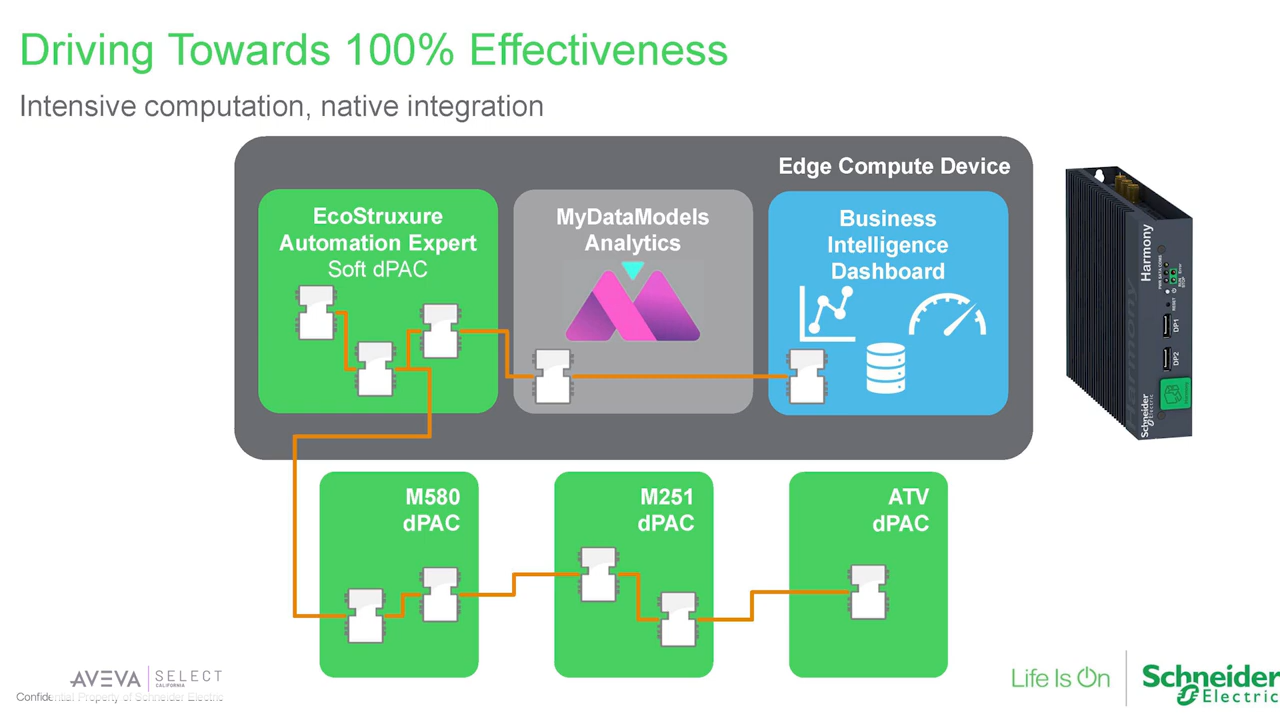 Driving Towards 100% Effectiveness
Intensive computation, native integration
Edge Compute Device
EcoStruxure
Automation Expert
Soft dPAC
MyDataModels
Analytics
Business
Intelligence
Dashboard
Harmony
DP1
DP2
Schneider
Electric
M580
dPAC
M251
dPAC
ATV
dPAC
AVEVA SELECT
CALIFORNIA
Confidential Property of Schneider Electric
Life Is On
Schneider
Electric